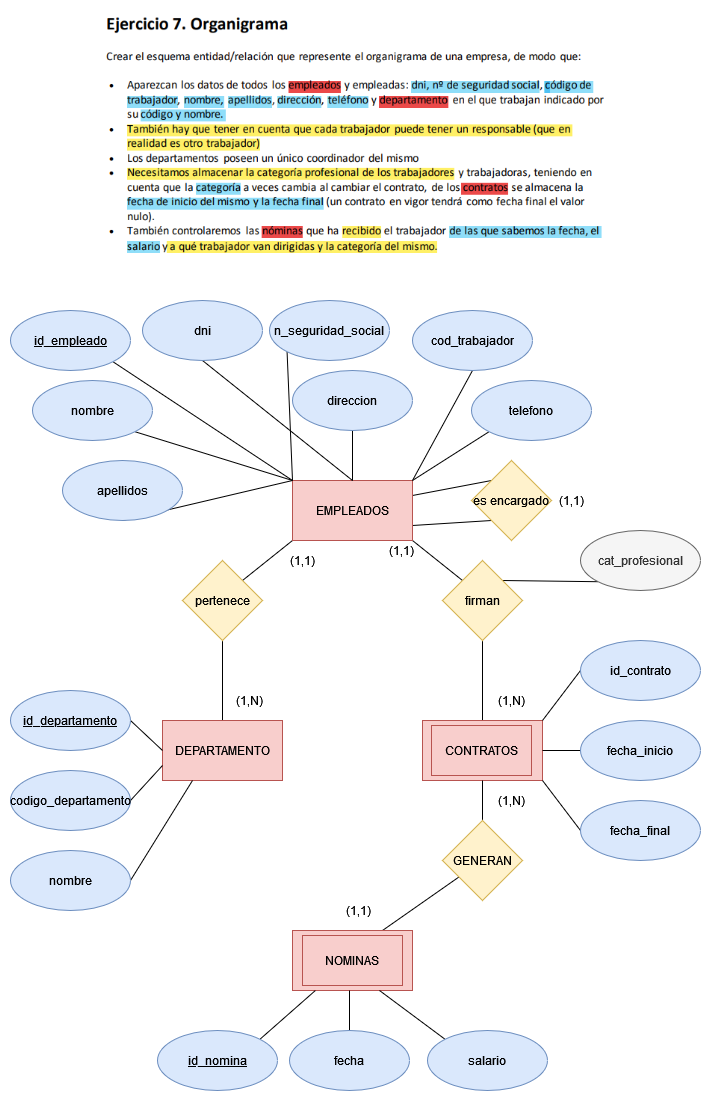 Ejercicio 7. Organigrama
Crear el esquema entidad/relación que represente el organigrama de una empresa, de modo que:
• Aparezcan los datos de todos los empleados y empleadas: dni, nº de seguridad social, código de
trabajador, nombre, apellidos, dirección, teléfono y departamento en el que trabajan indicado por
su código y nombre.
• También hay que tener en cuenta que cada trabajador puede tener un responsable (que en
realidad es otro trabajador)
• Los departamentos poseen un único coordinador del mismo
• Necesitamos almacenar la categoría profesional de los trabajadores y trabajadoras, teniendo en
cuenta que la categoría a veces cambia al cambiar el contrato, de los contratos se almacena la
fecha de inicio del mismo y la fecha final (un contrato en vigor tendrá como fecha final el valor
nulo).
• También controlaremos las nóminas que ha recibido el trabajador de las que sabemos la fecha, el
salario y a qué trabajador van dirigidas y la categoría del mismo.
id_empleado
dni
n_seguridad_social
cod_trabajador
nombre
direccion
telefono
apellidos
EMPLEADOS
es encargado
(1,1)
(1,1)
(1,1)
cat_profesional
pertenece
firman
(1,N)
(1,N)
id_contrato
id_departamento
DEPARTAMENTO
CONTRATOS
fecha_inicio
codigo_departamento
(1,N)
fecha_final
nombre
GENERAN
(1,1)
NOMINAS
id_nomina
fecha
salario